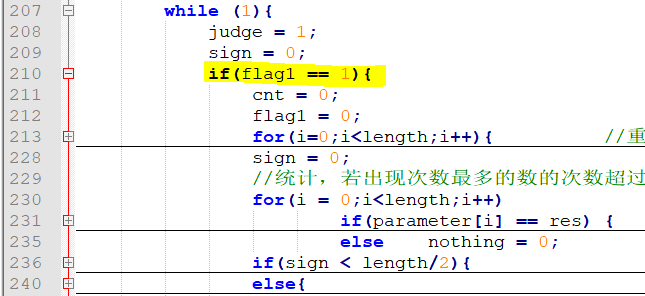 207 while (1){
208 judge = 1;
209 sign = 0;
210 if(flag1 == 1){
211 cnt = 0;
212 flag1 = 0;
213 for(i=0;i<length;i++){ //重
228 sign = 0;
229 //统计，若出现次数最多的数的次数超过
230 for(i = 0;i<length;i++)
231 if(parameter[i] == res) {
235 else nothing = 0;
236 if(sign < length/2){
240 else{